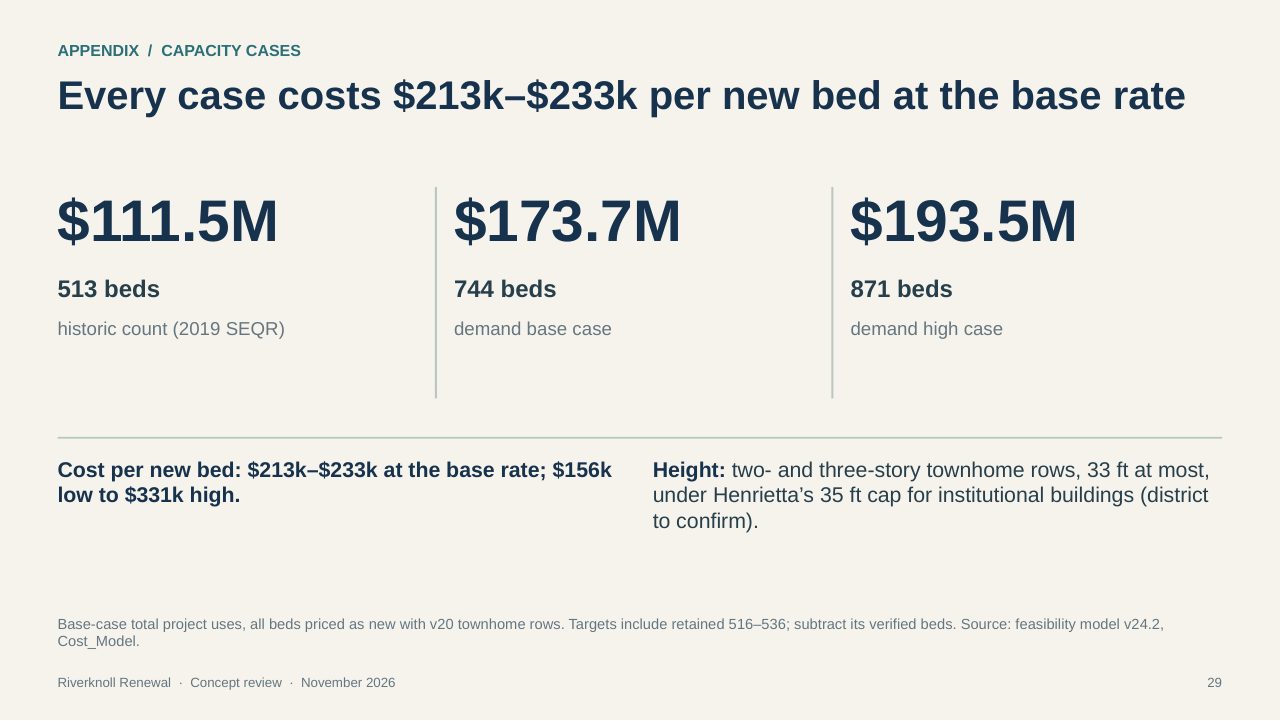 APPENDIX / CAPACITY CASES
Every case costs $213k–$233k per new bed at the base rate
$111.5M
513 beds
historic count (2019 SEQR)
$173.7M
744 beds
demand base case
$193.5M
871 beds
demand high case
Cost per new bed: $213k–$233k at the base rate; $156k
low to $331k high.
Height: two- and three-story townhome rows, 33 ft at most,
under Henrietta’s 35 ft cap for institutional buildings (district
to confirm).
Base-case total project uses, all beds priced as new with v20 townhome rows. Targets include retained 516–536; subtract its verified beds. Source: feasibility model v24.2,
Cost_Model.
Riverknoll Renewal · Concept review · November 2026
29